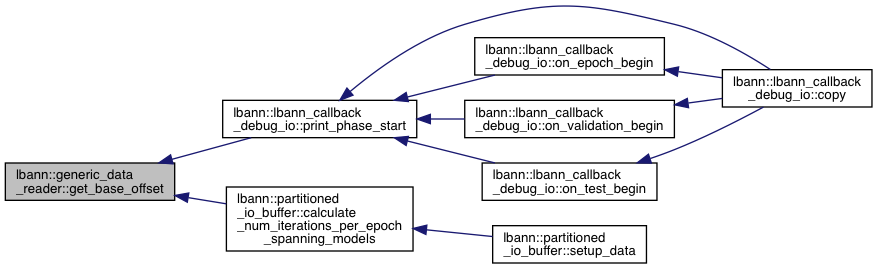 lbann::generic_data
_reader::get_base_offset
lbann::lbann_callback
_debug_io::print_phase_start
lbann::lbann_callback
_debug_io::on_epoch_begin
lbann::lbann_callback
_debug_io::copy
lbann::lbann_callback
_debug_io::on_validation_begin
lbann::lbann_callback
_debug_io::on_test_begin
lbann::partitioned
_io_buffer::calculate
_num_iterations_per_epoch
_spanning_models
lbann::partitioned
_io_buffer::setup_data